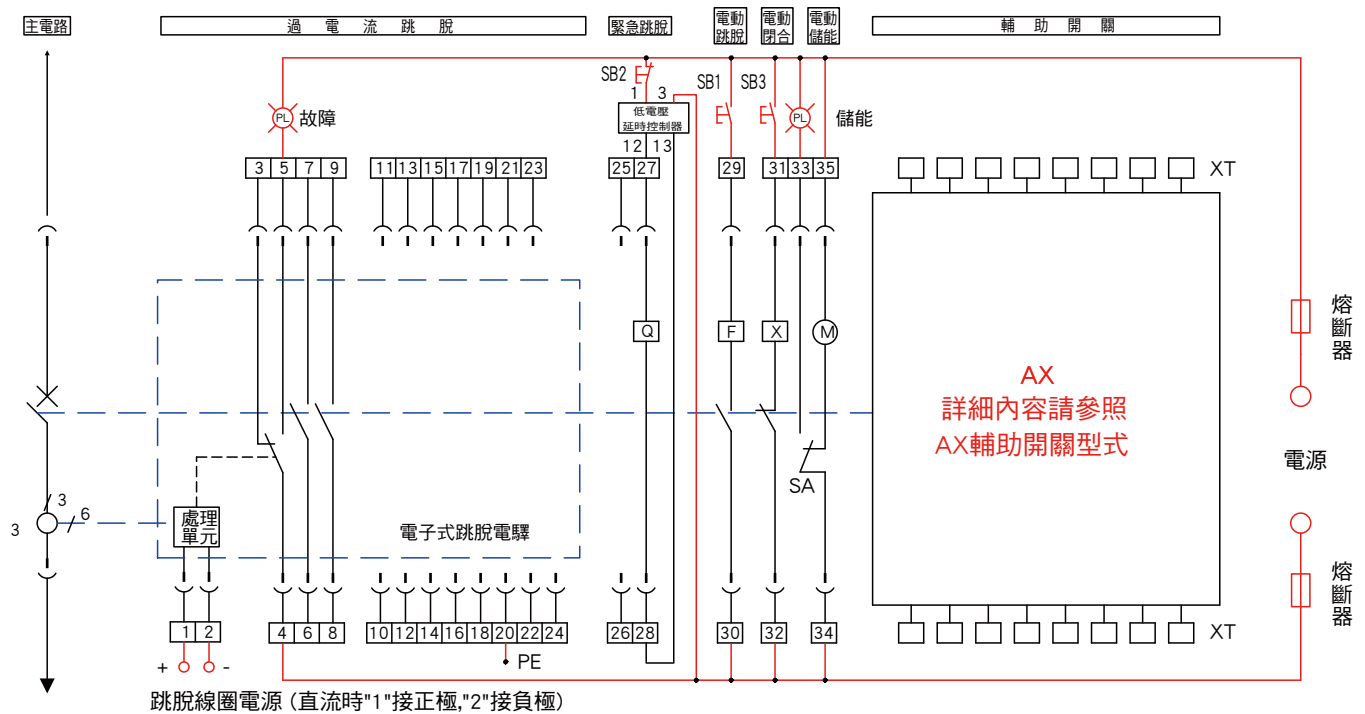 主電路
過電流跳脫
緊急跳脫
電動
跳脫
電動
閉合
電動
儲能
輔助開關
SB2
SB1
SB3
1 3
PL 故障
低電壓
延時控制器
PL 儲能
12 13
3 5 7 9
11 13 15 17 19 21 23
25 27
29
31 33 35
XT
Q
F
X
M
熔斷器
AX
詳細內容請參照
AX輔助開關型式
電源
SA
3
3
6
處理
單元
電子式跳脫電驛
熔斷器
1 2
4 6 8
10 12 14 16 18 20 22 24
26 28
30
32
34
XT
+ -
PE
跳脫線圈電源 (直流時"1"接正極,"2"接負極)